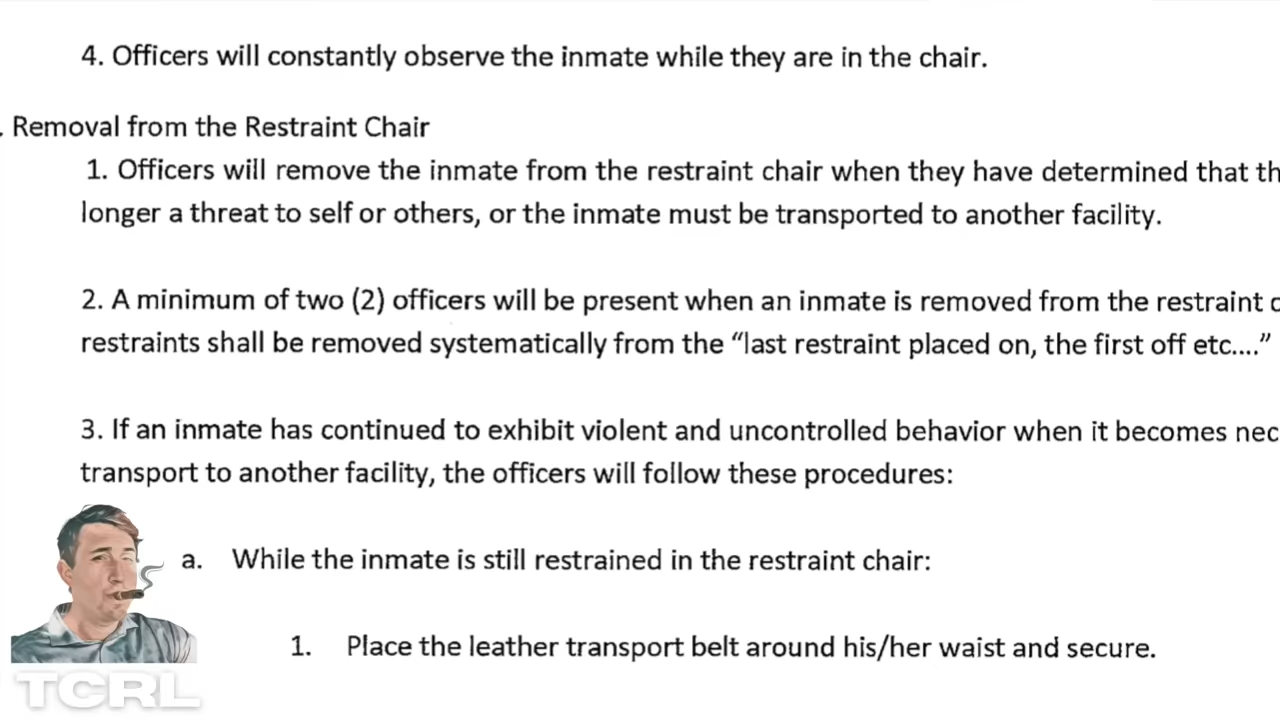 4. Officers will constantly observe the inmate while they are in the chair.
. Removal from the Restraint Chair
1. Officers will remove the inmate from the restraint chair when they have determined that th
longer a threat to self or others, or the inmate must be transported to another facility.
2. A minimum of two (2) officers will be present when an inmate is removed from the restraint c
restraints shall be removed systematically from the “last restraint placed on, the first off etc....”
3. If an inmate has continued to exhibit violent and uncontrolled behavior when it becomes nec
transport to another facility, the officers will follow these procedures:
a. While the inmate is still restrained in the restraint chair:
1. Place the leather transport belt around his/her waist and secure.
TCRL